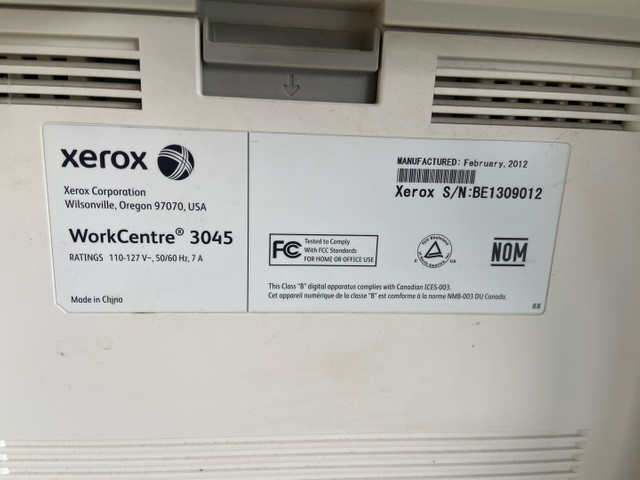 xerox
Xerox Corporation
Wilsonville, Oregon 97070, USA
WorkCentre® 3045
RATINGS 110-127 V~, 50/60 Hz, 7 A
Made in China
MANUFACTURED: February, 2012
Xerox S/N:BE1309012
FC Tested to Comply
With FCC Standards
FOR HOME OR OFFICE USE
C US
NOM
This Class "B" digital apparatus complies with Canadian ICES-003.
Cet appareil numérique de la classe "B" est conforme à la norme NMB-003 DU Canada.